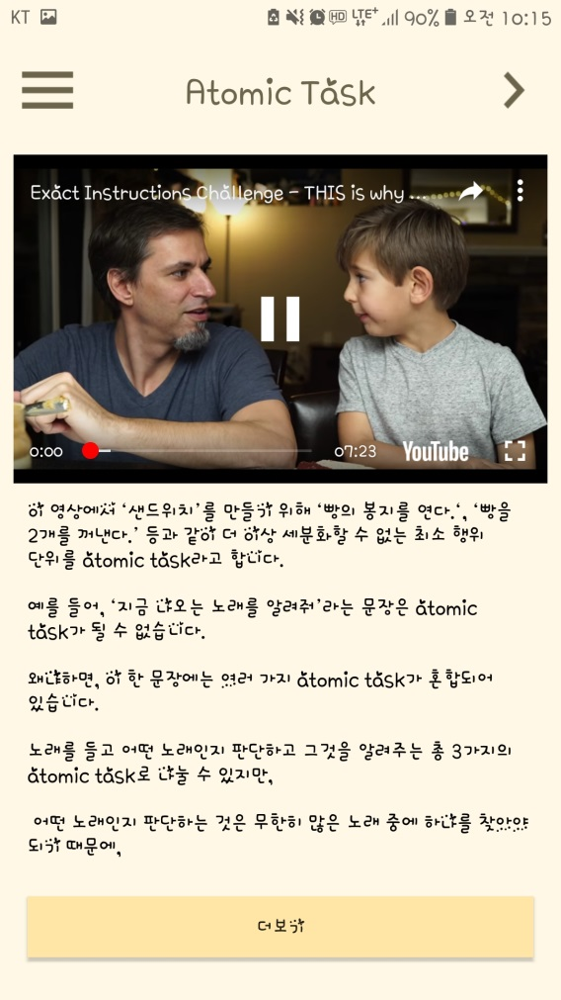 KT HD LTE+ 90% 오전 10:15
Atomic Task
Exact Instructions Challenge - THIS is why ...
0:00 07:23 YouTube
이 영상에서 ‘샌드위치’를 만들기 위해 ‘빵의 봉지를 연다.‘, ‘빵을
2개를 꺼낸다.’ 등과 같이 더 이상 세분화할 수 없는 최소 행위
단위를 atomic task라고 합니다.
예를 들어, ‘지금 나오는 노래를 알려줘’라는 문장은 atomic
task가 될 수 없습니다.
왜냐하면, 이 한 문장에는 여러 가지 atomic task가 혼합되어
있습니다.
노래를 듣고 어떤 노래인지 판단하고 그것을 알려주는 총 3가지의
atomic task로 나눌 수 있지만,
어떤 노래인지 판단하는 것은 무한히 많은 노래 중에 하나를 찾아야
되기 때문에,
더보기